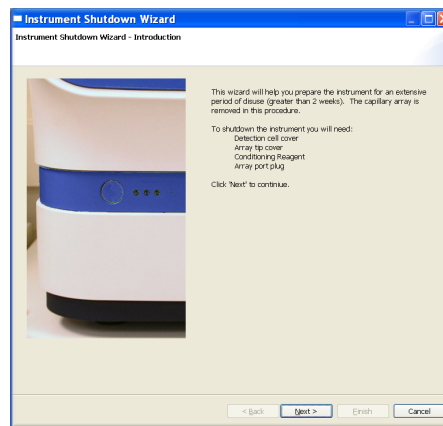 Instrument Shutdown Wizard
Instrument Shutdown Wizard - Introduction
This wizard will help you prepare the instrument for an extensive
period of disuse (greater than 2 weeks). The capillary array is
removed in this procedure.
To shutdown the instrument you will need:
Detection cell cover
Array tip cover
Conditioning Reagent
Array port plug
Click 'Next' to continue.
< Back Next > Finish Cancel